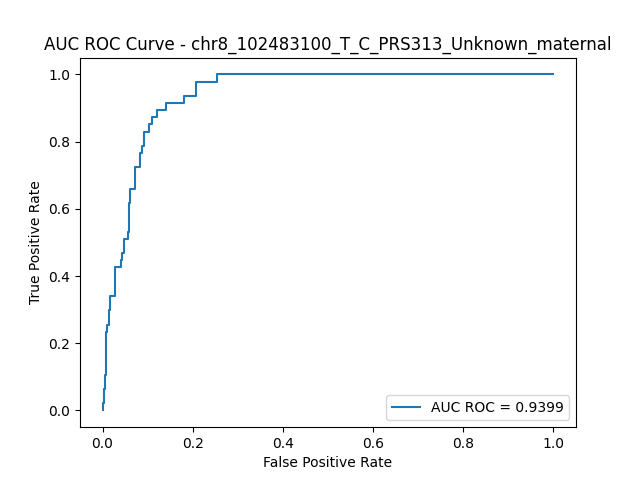 AUC ROC Curve - chr8_102483100_T_C_PRS313_Unknown_maternal
True Positive Rate
1.0
0.8
0.6
0.4
0.2
0.0
AUC ROC = 0.9399
0.0 0.2 0.4 0.6 0.8 1.0
False Positive Rate